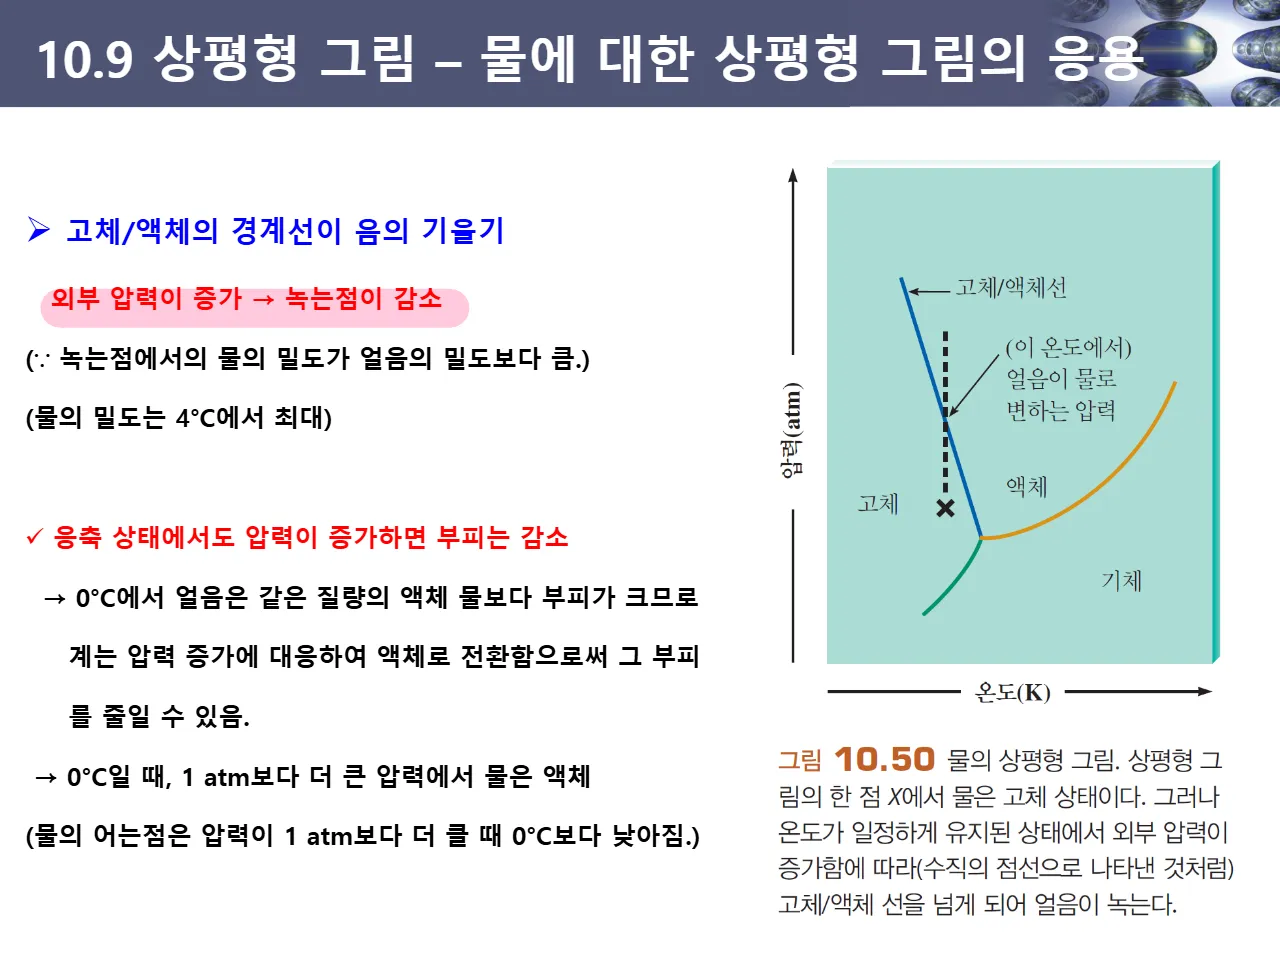 10.9 상평형 그림 – 물에 대한 상평형 그림의 응용
➢ 고체/액체의 경계선이 음의 기울기
외부 압력이 증가 → 녹는점이 감소
(∵ 녹는점에서의 물의 밀도가 얼음의 밀도보다 큼.)
(물의 밀도는 4°C에서 최대)
✓ 응축 상태에서도 압력이 증가하면 부피는 감소
→ 0°C에서 얼음은 같은 질량의 액체 물보다 부피가 크므로
계는 압력 증가에 대응하여 액체로 전환함으로써 그 부피
를 줄일 수 있음.
→ 0°C일 때, 1 atm보다 더 큰 압력에서 물은 액체
(물의 어는점은 압력이 1 atm보다 더 클 때 0°C보다 낮아짐.)
고체/액체선
(이 온도에서)
얼음이 물로
변하는 압력
압력(atm)
액체
고체
기체
온도(K)
그림 10.50 물의 상평형 그림. 상평형 그
림의 한 점 X에서 물은 고체 상태이다. 그러나
온도가 일정하게 유지된 상태에서 외부 압력이
증가함에 따라(수직의 점선으로 나타낸 것처럼)
고체/액체 선을 넘게 되어 얼음이 녹는다.